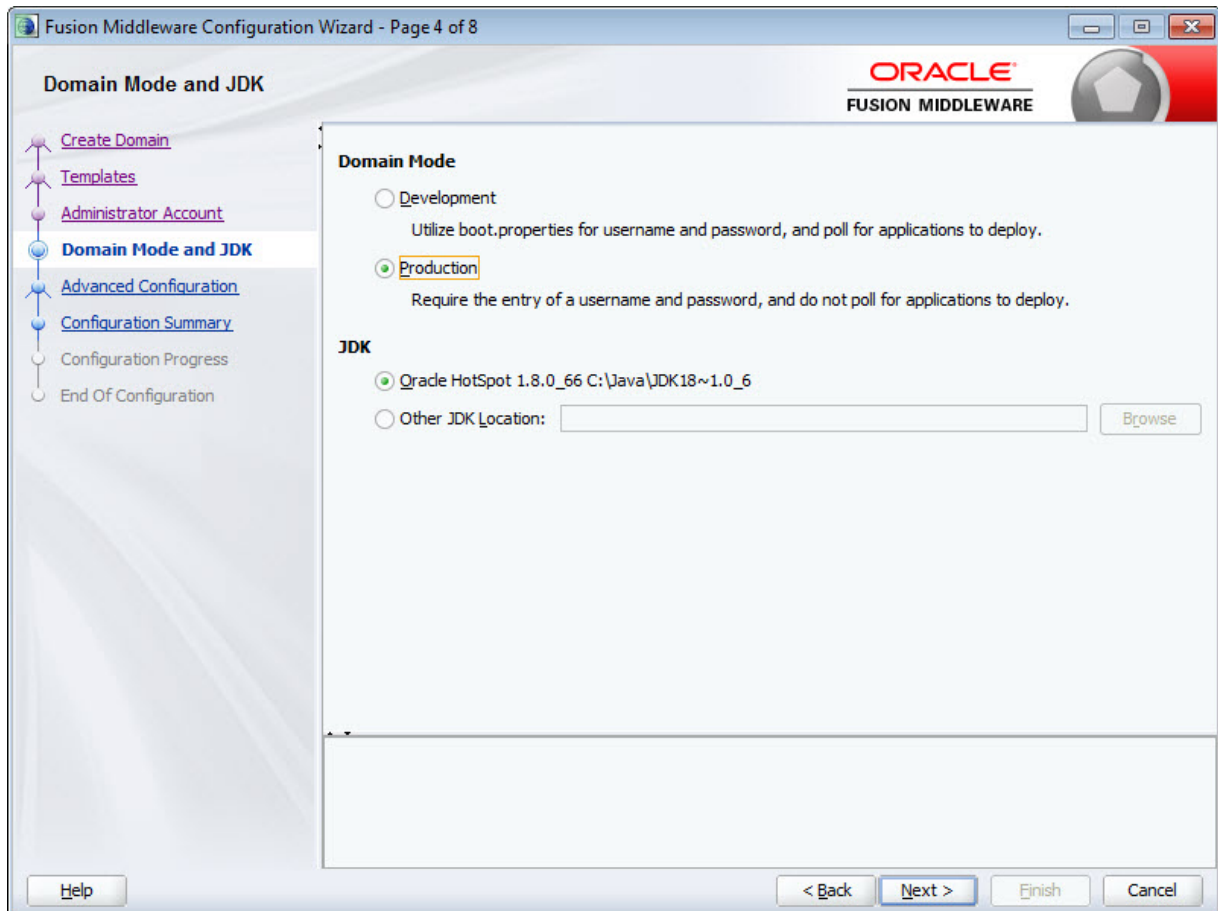 Fusion Middleware Configuration Wizard - Page 4 of 8
Domain Mode and JDK
ORACLE®
FUSION MIDDLEWARE
Create Domain
Templates
Administrator Account
Domain Mode and JDK
Advanced Configuration
Configuration Summary
Configuration Progress
End Of Configuration
Domain Mode
Development
Utilize boot.properties for username and password, and poll for applications to deploy.
Production
Require the entry of a username and password, and do not poll for applications to deploy.
JDK
Oracle HotSpot 1.8.0_66 C:\Java\JDK18~1.0_6
Other JDK Location:
Browse
Help
< Back
Next >
Finish
Cancel